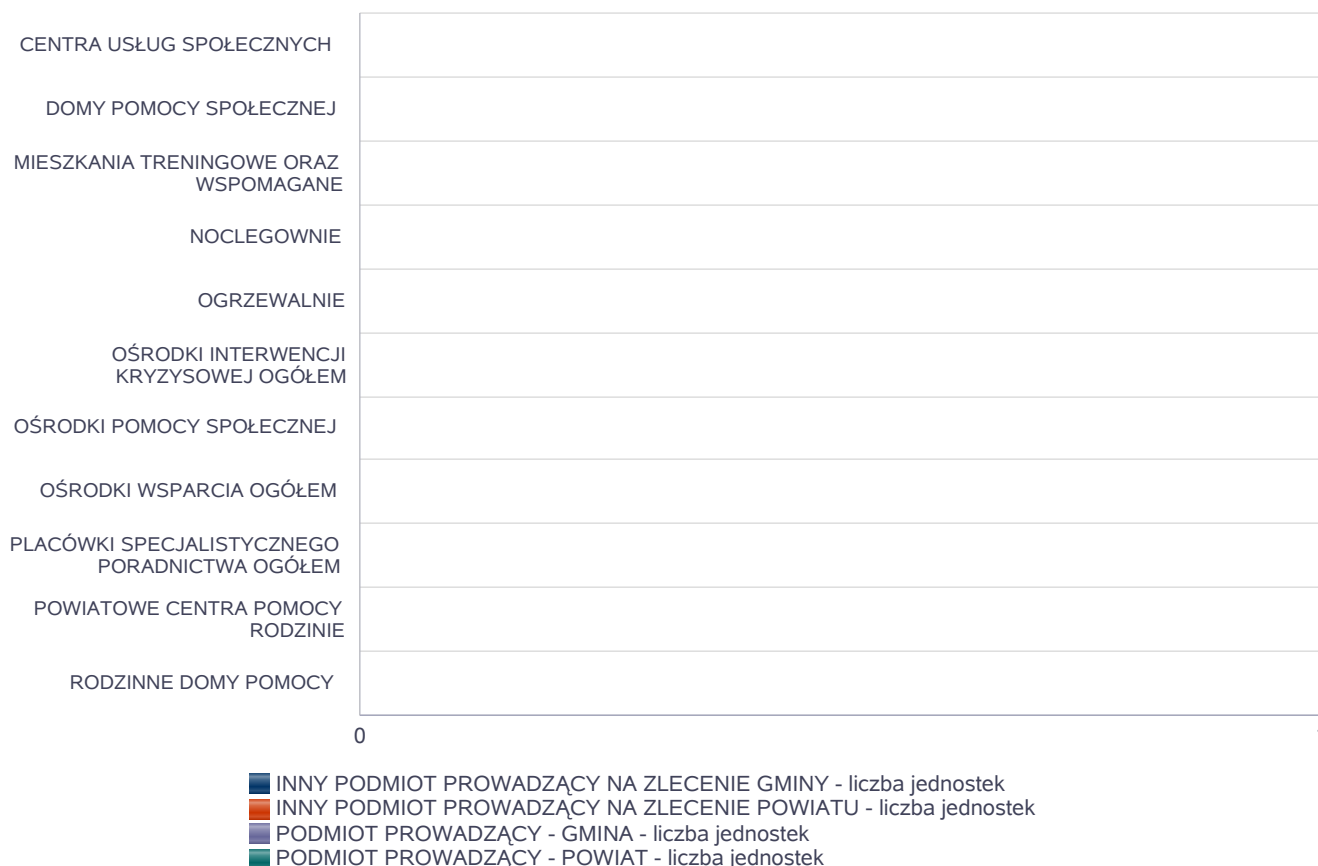 CENTRA USŁUG SPOŁECZNYCH
DOMY POMOCY SPOŁECZNEJ
MIESZKANIA TRENINGOWE ORAZ
WSPOMAGANE
NOCLEGOWNIE
OGRZEWALNIE
OŚRODKI INTERWENCJI
KRYZYSOWEJ OGÓŁEM
OŚRODKI POMOCY SPOŁECZNEJ
OŚRODKI WSPARCIA OGÓŁEM
PLACÓWKI SPECJALISTYCZNEGO
PORADNICTWA OGÓŁEM
POWIATOWE CENTRA POMOCY
RODZINIE
RODZINNE DOMY POMOCY
0
INNY PODMIOT PROWADZĄCY NA ZLECENIE GMINY - liczba jednostek
INNY PODMIOT PROWADZĄCY NA ZLECENIE POWIATU - liczba jednostek
PODMIOT PROWADZĄCY - GMINA - liczba jednostek
PODMIOT PROWADZĄCY - POWIAT - liczba jednostek